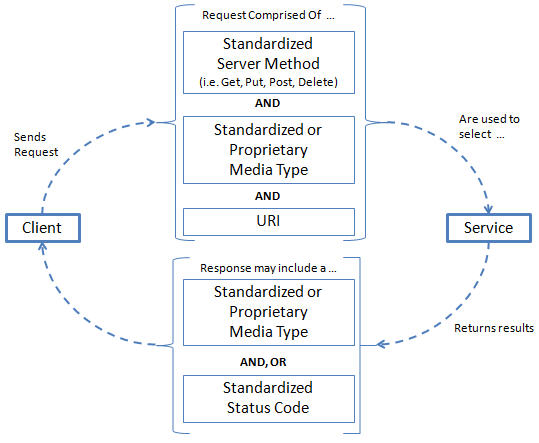 Request Comprised Of ...
Standardized
Server Method
(i.e. Get, Put, Post, Delete)
AND
Sends
Request
Are used to
select ...
Standardized or
Proprietary
Media Type
AND
URI
Client
Service
Response may include a ...
Standardized or
Proprietary
Media Type
Returns results
AND, OR
Standardized
Status Code